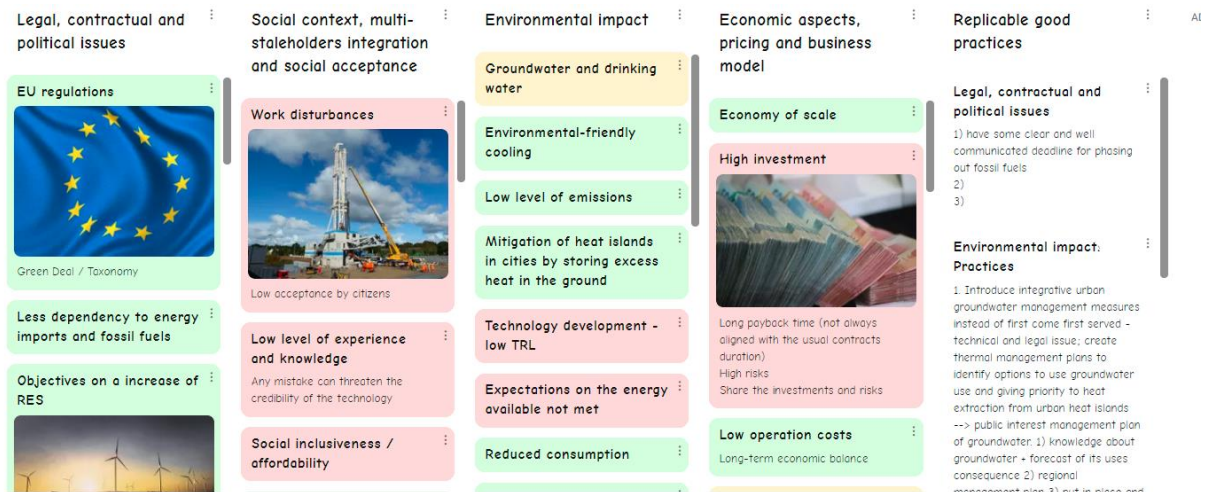 Legal, contractual and
political issues
EU regulations
Green Deal / Taxonomy
Less dependency to energy
imports and fossil fuels
Objectives on a increase of
RES
Social context, multi-
staleholders integration
and social acceptance
Work disturbances
Low acceptance by citizens
Low level of experience
and knowledge
Any mistake can threaten the
credibility of the technology
Social inclusiveness /
affordability
Environmental impact
Groundwater and drinking
water
Environmental-friendly
cooling
Low level of emissions
Mitigation of heat islands
in cities by storing excess
heat in the ground
Technology development -
low TRL
Expectations on the energy
available not met
Reduced consumption
Economic aspects,
pricing and business
model
Economy of scale
High investment
Long payback time (not always
aligned with the usual contracts
duration)
High risks
Share the investments and risks
Low operation costs
Long-term economic balance
Replicable good
practices
Legal, contractual and
political issues
1) have some clear and well
communicated deadline for phasing
out fossil fuels
2)
3)
Environmental impact:
Practices
1. Introduce integrative urban
groundwater management measures
instead of first come first served -
technical and legal issue; create
thermal management plans to
identify options to use groundwater
use and giving priority to heat
extraction from urban heat islands
--> public interest management plan
of groundwater. 1) knowledge about
groundwater + forecast of its uses
consequence 2) regional
management plan 3) put in place and